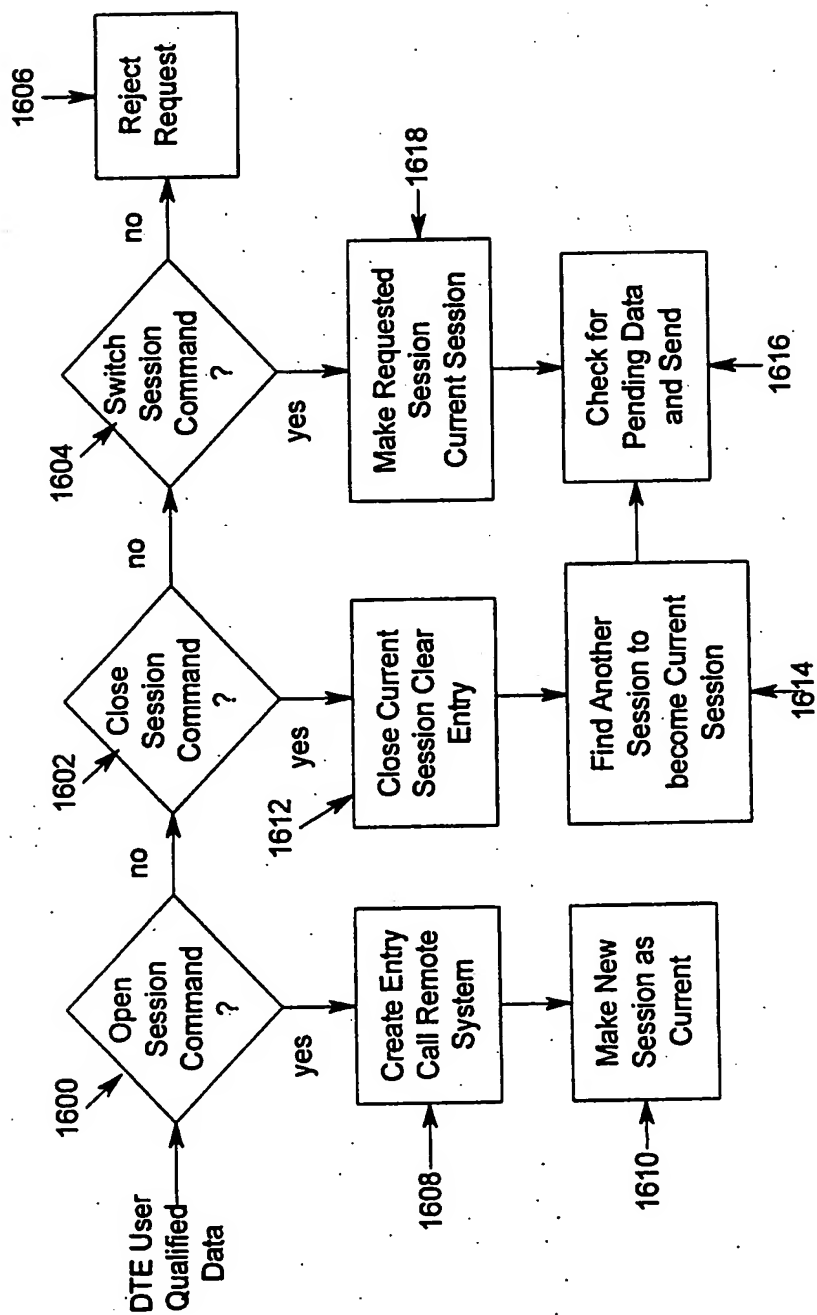 DTE User
Qualified
Data
1600
Open
Session
Command
?
no
yes
1608
Create Entry
Call Remote
System
1610
Make New
Session as
Current
1602
Close
Session
Command
?
no
yes
1612
Close Current
Session Clear
Entry
Find Another
Session to
become Current
Session
1614
1604
Switch
Session
Command
?
no
yes
Make Requested
Session
Current Session
1618
Check for
Pending Data
and Send
1616
1606
Reject
Request